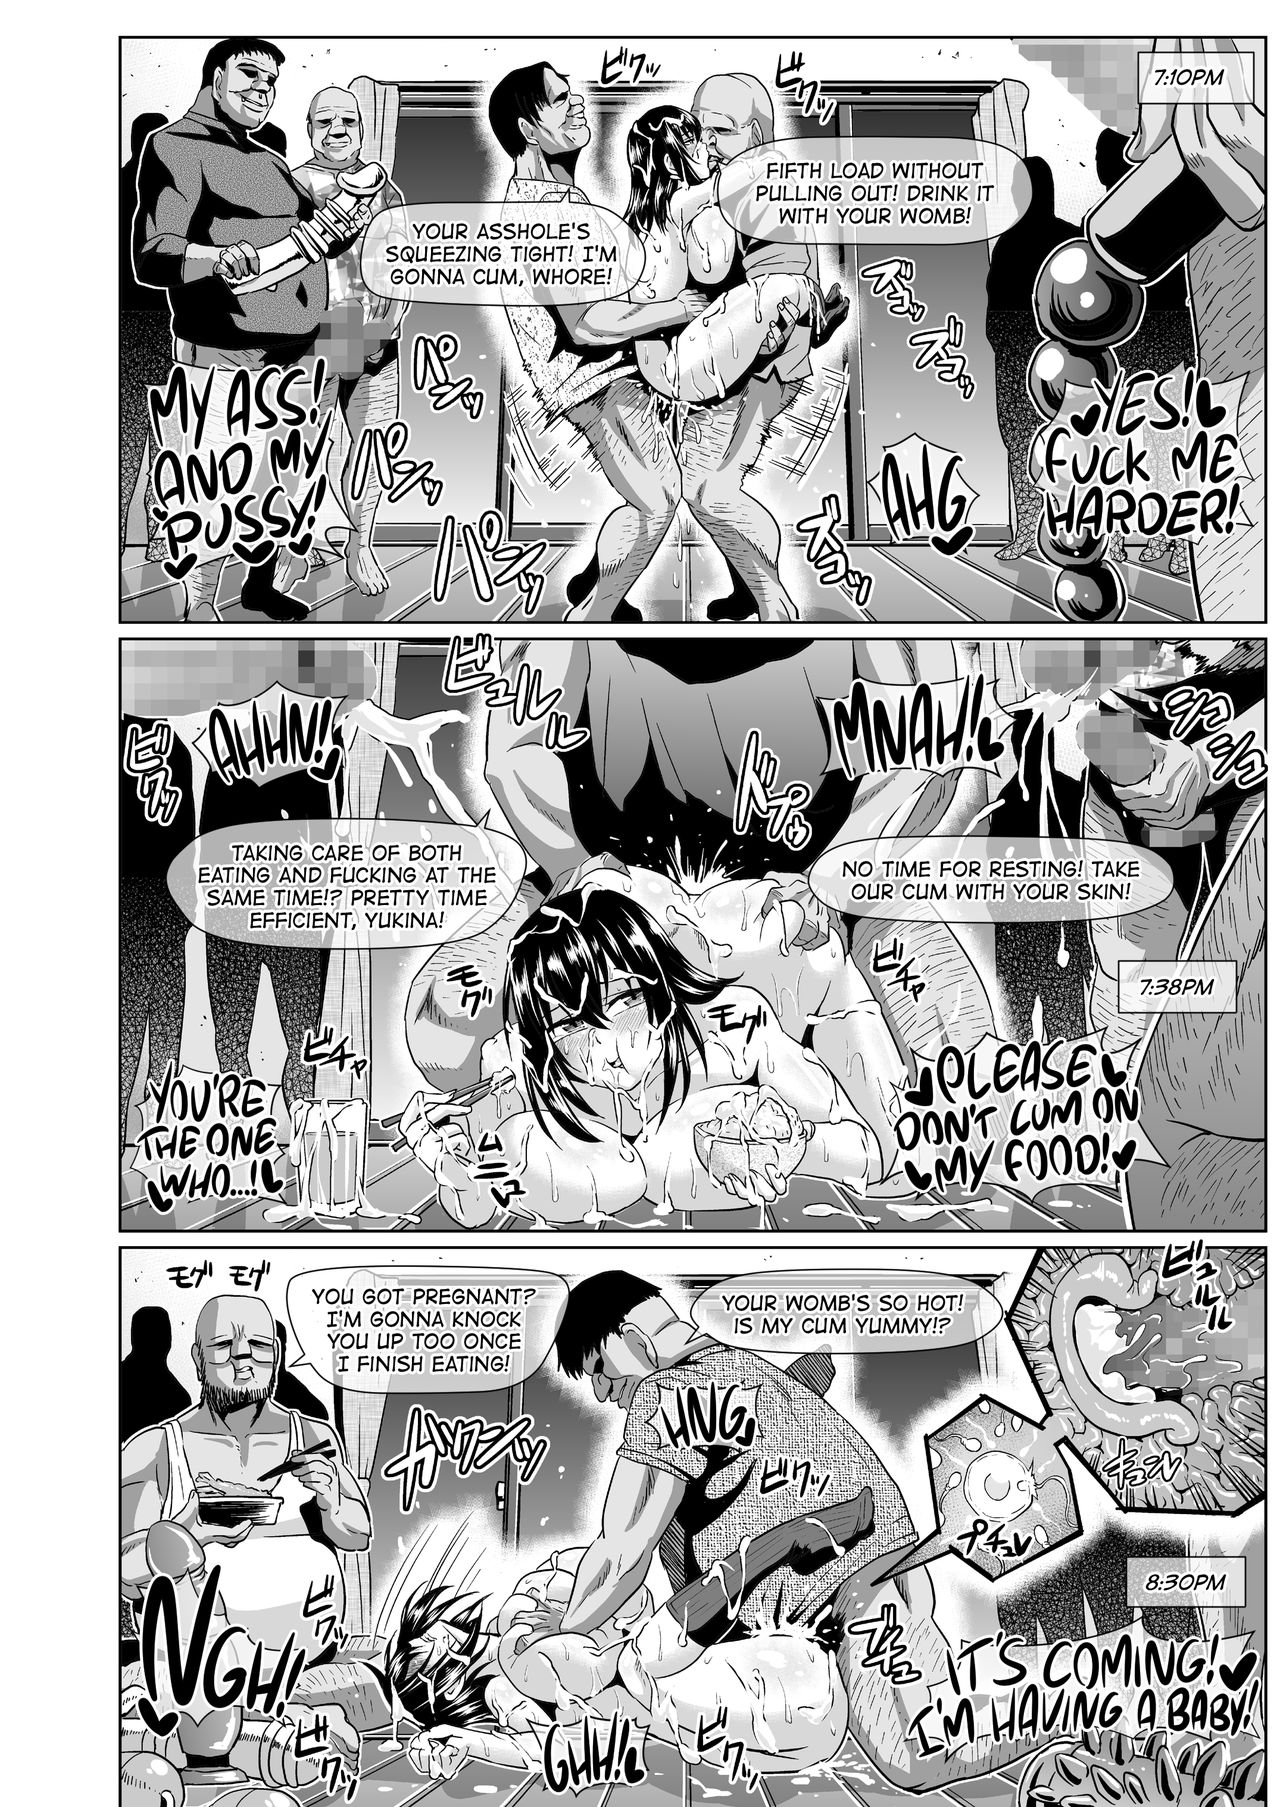 7:10PM
ビクッ
ビクッ
FIFTH LOAD WITHOUT
PULLING OUT! DRINK IT
WITH YOUR WOMB!
YOUR ASSHOLE'S
SQUEEZING TIGHT! I'M
GONNA CUM, WHORE!
YES!
FUCK ME
HARDER!
AHG
ズコッ
ズコッ
ズコッ
パンッ
パンッ
パンッ
MY ASS!
AND MY
PUSSY!
ビュルルル
シコシコ
MNAH!
AHHN!
ビクッ
ドプッ
NO TIME FOR RESTING! TAKE
OUR CUM WITH YOUR SKIN!
TAKING CARE OF BOTH
EATING AND FUCKING AT THE
SAME TIME!? PRETTY TIME
EFFICIENT, YUKINA!
7:38PM
ビチャ
モグ
モグ
ビチャ
PLEASE
DON'T CUM ON
MY FOOD!
ムニュ
YOU'RE
THE ONE
WHO....!
ビュルルル
モグ モグ
YOUR WOMB'S SO HOT!
IS MY CUM YUMMY!?
YOU GOT PREGNANT?
I'M GONNA KNOCK
YOU UP TOO ONCE
I FINISH EATING!
HNG
ビクッ
キュン
プチュ
8:30PM
IT'S COMING!
I'M HAVING A BABY!
ビクッ
NGH!
GHH!
ビクッ
ビクッ